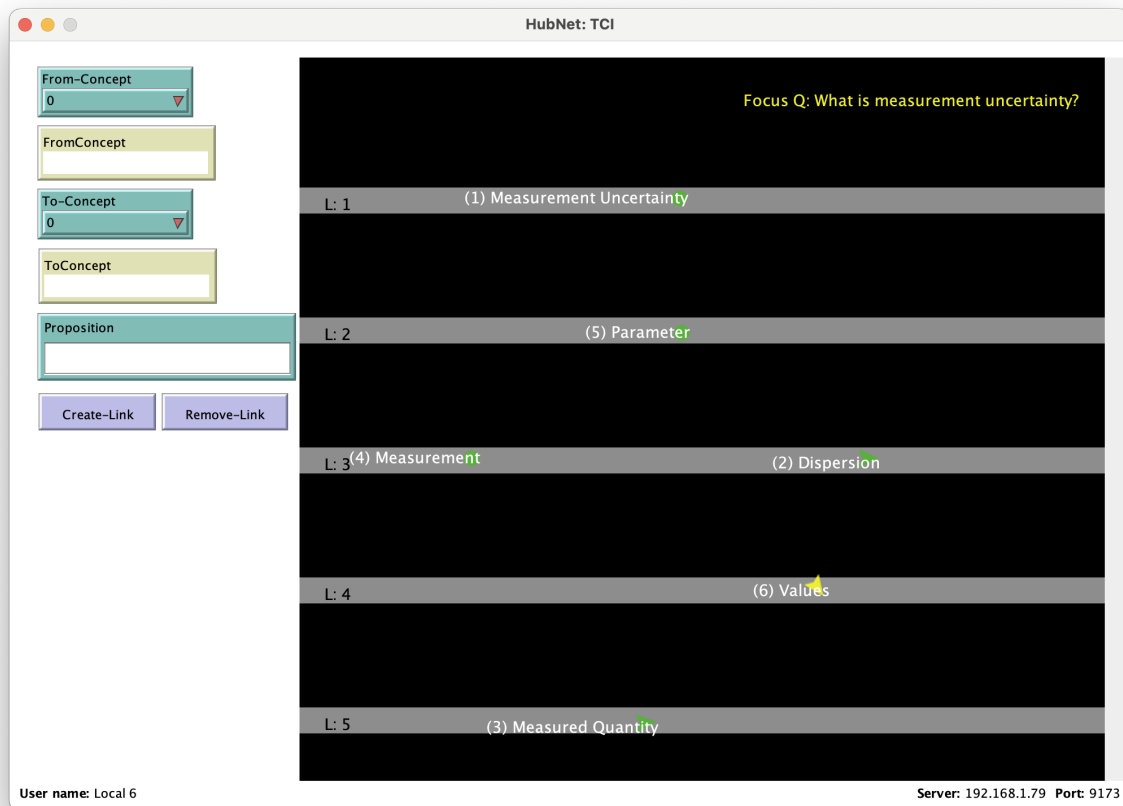 HubNet: TCI
From-Concept
0
FromConcept
To-Concept
0
ToConcept
Proposition
Create-Link
Remove-Link
Focus Q: What is measurement uncertainty?
L: 1
(1) Measurement Uncertainty
L: 2
(5) Parameter
L: 3
(4) Measurement
(2) Dispersion
L: 4
(6) Values
L: 5
(3) Measured Quantity
User name: Local 6
Server: 192.168.1.79 Port: 9173